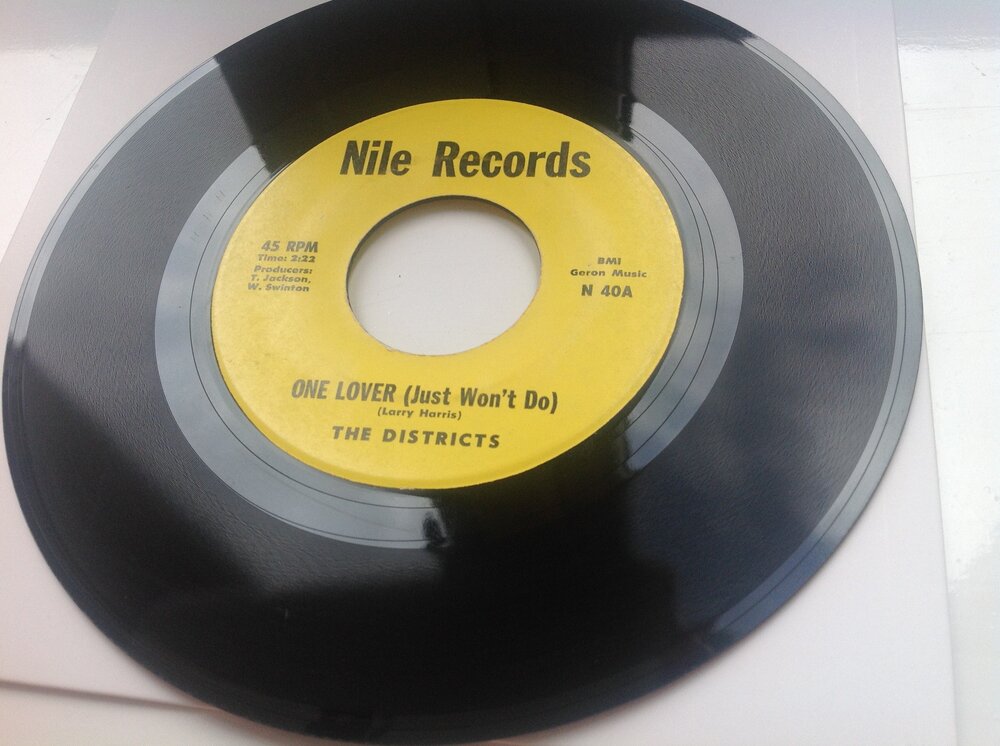 Nile Records
45 RPM
Time: 2:22
Producers:
T. Jackson,
W. Swinton
BMI
Geron Music
N 40A
ONE LOVER (Just Won't Do)
(Larry Harris)
THE DISTRICTS